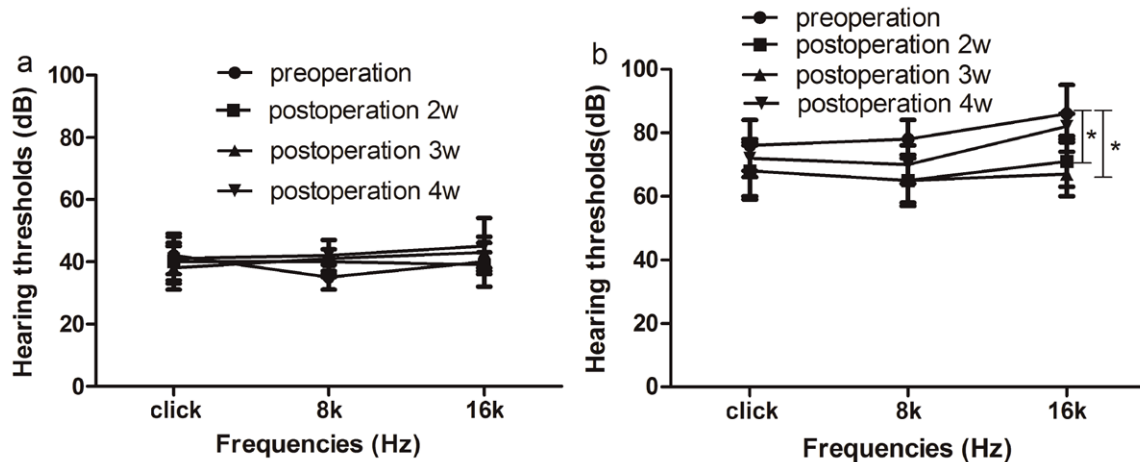 a
preoperation
postoperation 2w
postoperation 3w
postoperation 4w
Hearing thresholds (dB)
100
80
60
40
20
0
click 8k 16k
Frequencies (Hz)
b
preoperation
postoperation 2w
postoperation 3w
postoperation 4w
Hearing thresholds(dB)
100
80
60
40
20
0
*
*
click 8k 16k
Frequencies (Hz)